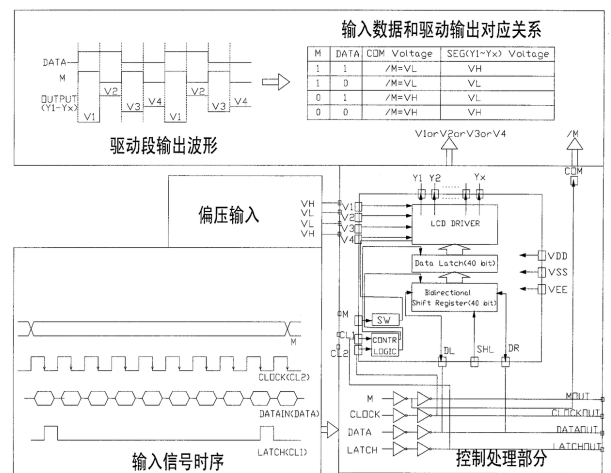 输入数据和驱动输出对应关系
DATA
M
OUTPUT
(Y1~Yx)
V1
V2
V3
V4
V1
V2
V3
V4
驱动段输出波形
M DATA COM Voltage SEG(Y1~Yx) Voltage
1 1 /M=VL VH
1 0 /M=VL VL
0 1 /M=VH VL
0 0 /M=VH VH
V1orV2orV3orV4
/M
COM
偏压输入
VH
VL
VL
VH
V1
V2
V3
V4
Y1 Y2 Yx
LCD DRIVER
Data Latch(40 bit)
Bidirectional
Shift Register(40 bit)
VDD
VSS
VEE
M
SW
CL1
CL2
CONTR
LOGIC
DL
SHL
DR
M
CLOCK(CL2)
DATAIN(DATA)
LATCH(CL1)
输入信号时序
M MOUT
CLOCK CLOCKOUT
DATA DATAOUT
LATCH LATCHOUT
控制处理部分